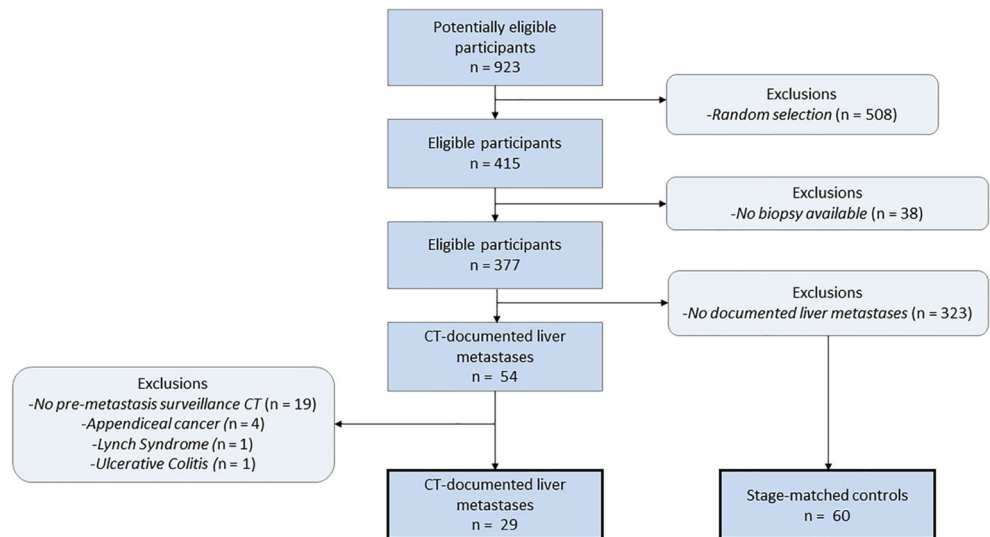 Potentially eligible
participants
n = 923
Exclusions
-Random selection (n = 508)
Eligible participants
n = 415
Exclusions
-No biopsy available (n = 38)
Eligible participants
n = 377
Exclusions
-No documented liver metastases (n = 323)
CT-documented liver
metastases
n = 54
Exclusions
-No pre-metastasis surveillance CT (n = 19)
-Appendiceal cancer (n = 4)
-Lynch Syndrome (n = 1)
-Ulcerative Colitis (n = 1)
CT-documented liver
metastases
n = 29
Stage-matched controls
n = 60